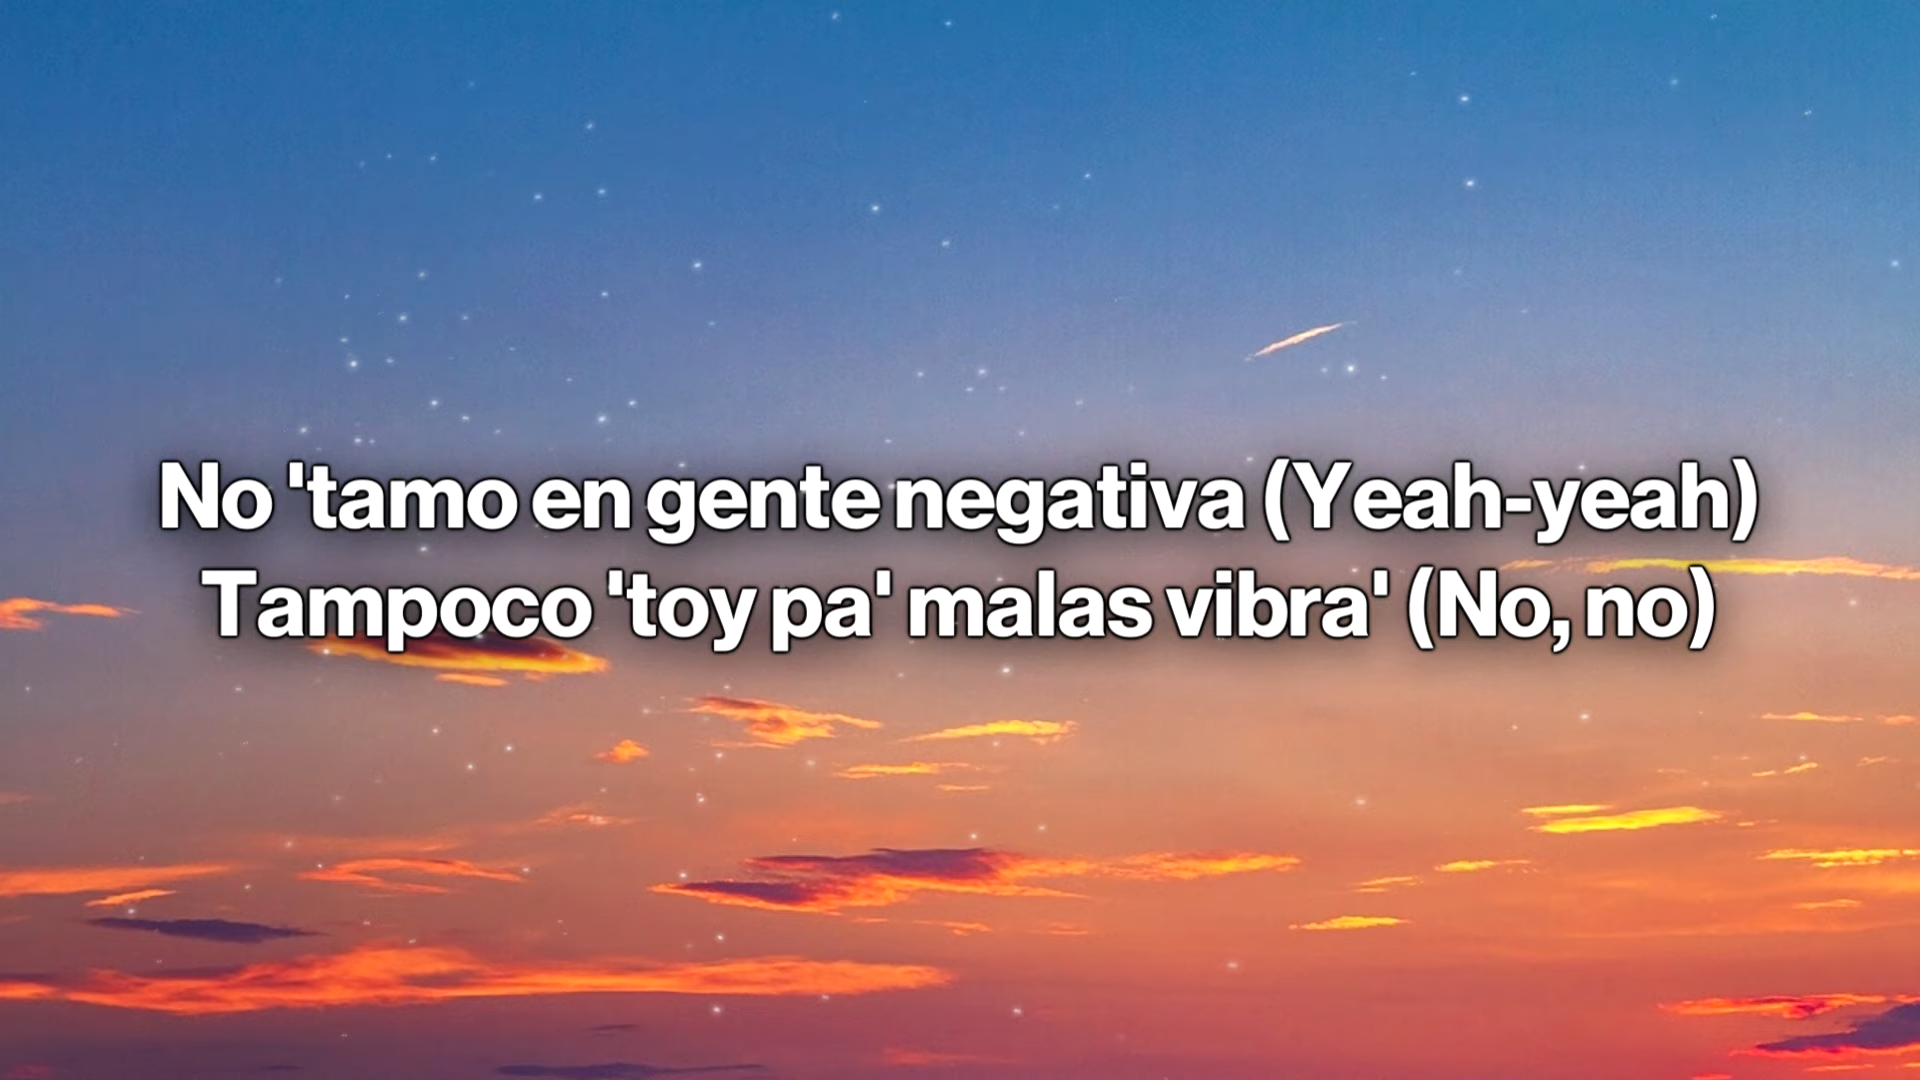 No 'tamo en gente negativa (Yeah-yeah)
Tampoco 'toy pa' malas vibra' (No, no)